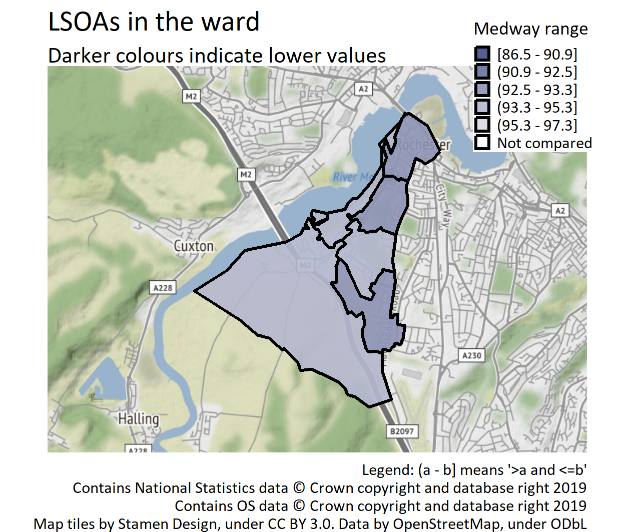 LSOAs in the ward
Darker colours indicate lower values
Medway range
[86.5 - 90.9]
(90.9 - 92.5]
(92.5 - 93.3]
(93.3 - 95.3]
(95.3 - 97.3]
Not compared
M2
A2
Rochester
River
M2
City Way
A2
Cuxton
M2
A228
A230
Halling
A228
B2097
Legend: (a - b] means '>a and <=b'
Contains National Statistics data © Crown copyright and database right 2019
Contains OS data © Crown copyright and database right 2019
Map tiles by Stamen Design, under CC BY 3.0. Data by OpenStreetMap, under ODbL